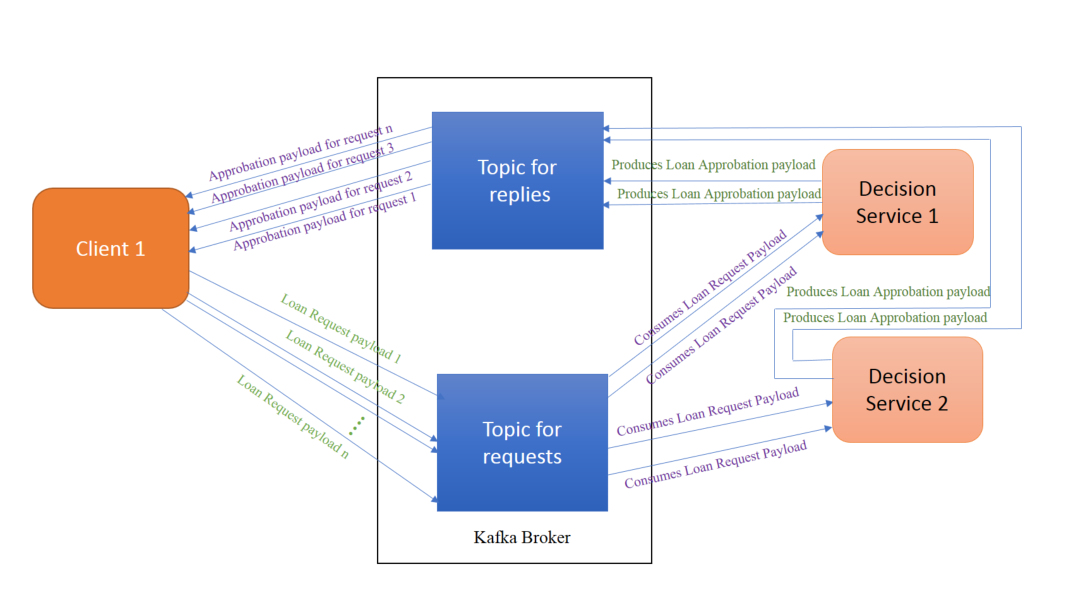 Approbation payload for request n
Approbation payload for request 3
Approbation payload for request 2
Approbation payload for request 1
Topic for
replies
Produces Loan Approbation payload
Produces Loan Approbation payload
Decision
Service 1
Client 1
Consumes Loan Request Payload
Consumes Loan Request Payload
Produces Loan Approbation payload
Produces Loan Approbation payload
Loan Request payload 1
Loan Request payload 2
Loan Request payload n
Topic for
requests
Consumes Loan Request Payload
Consumes Loan Request Payload
Decision
Service 2
Kafka Broker